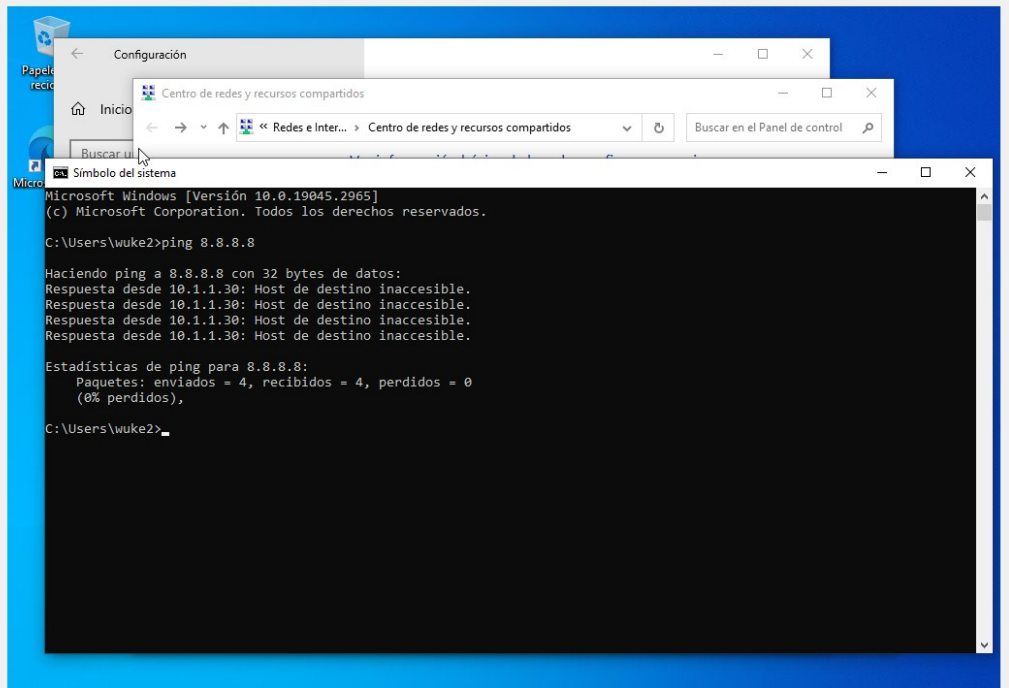 Papele
recic
Configuración
Centro de redes y recursos compartidos
Inicio
« Redes e Inter... > Centro de redes y recursos compartidos
Buscar en el Panel de control
Buscar u
Micro
Símbolo del sistema
Microsoft Windows [Versión 10.0.19045.2965]
(c) Microsoft Corporation. Todos los derechos reservados.
C:\Users\wuke2>ping 8.8.8.8
Haciendo ping a 8.8.8.8 con 32 bytes de datos:
Respuesta desde 10.1.1.30: Host de destino inaccesible.
Respuesta desde 10.1.1.30: Host de destino inaccesible.
Respuesta desde 10.1.1.30: Host de destino inaccesible.
Respuesta desde 10.1.1.30: Host de destino inaccesible.
Estadísticas de ping para 8.8.8.8:
Paquetes: enviados = 4, recibidos = 4, perdidos = 0
(0% perdidos),
C:\Users\wuke2>